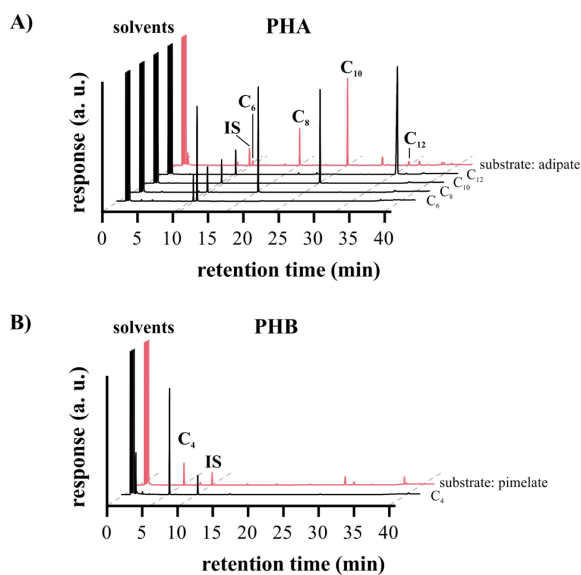 A)
solvents PHA
response (a. u.)
C₁₀
C₆
IS
C₈
C₁₂
substrate: adipate
C₁₂
C₁₀
C₈
C₆
0 5 10 15 20 25 30 35 40
retention time (min)
B)
solvents PHB
response (a. u.)
C₄
IS
substrate: pimelate
C₄
0 5 10 15 20 25 30 35 40
retention time (min)